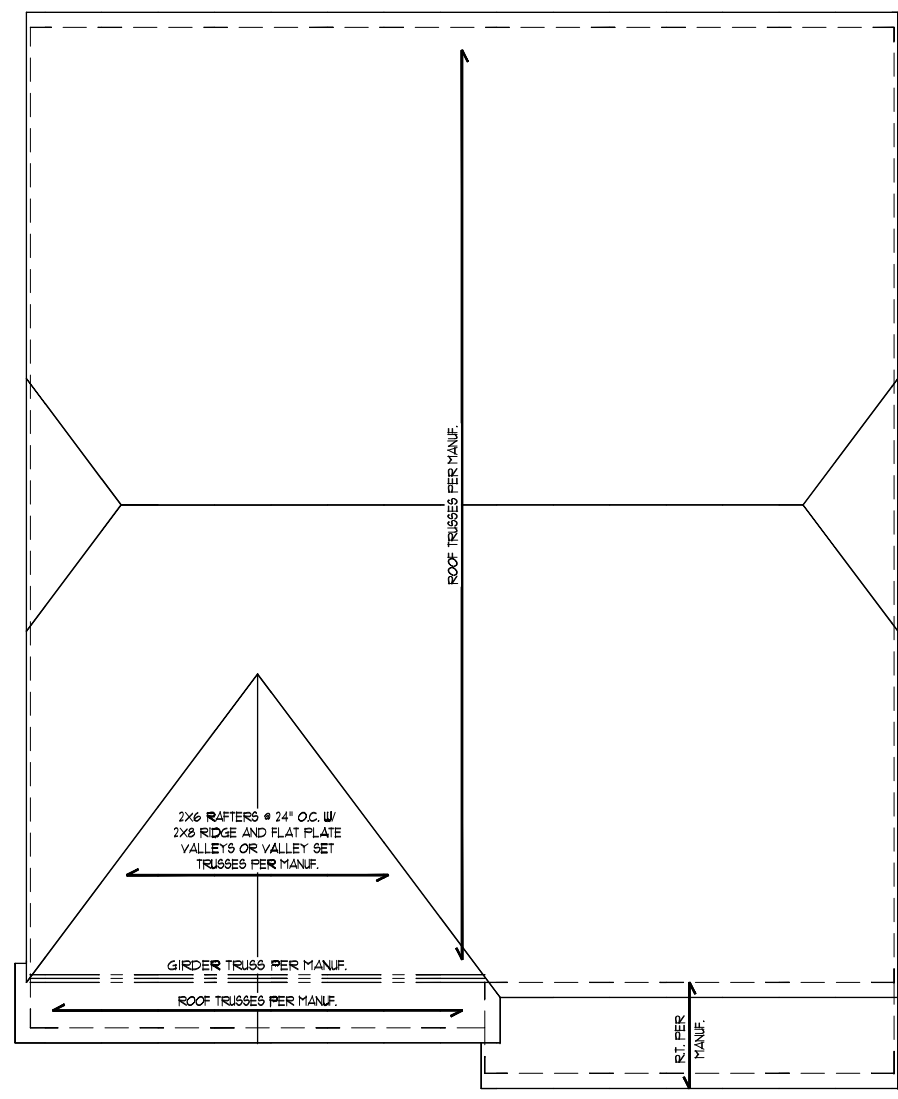 ROOF TRUSSES PER MANUF.
2X6 RAFTERS @ 24" O.C. W/
2X8 RIDGE AND FLAT PLATE
VALLEYS OR VALLEY SET
TRUSSES PER MANUF.
GIRDER TRUSS PER MANUF.
ROOF TRUSSES PER MANUF.
R.T. PER
MANUF.